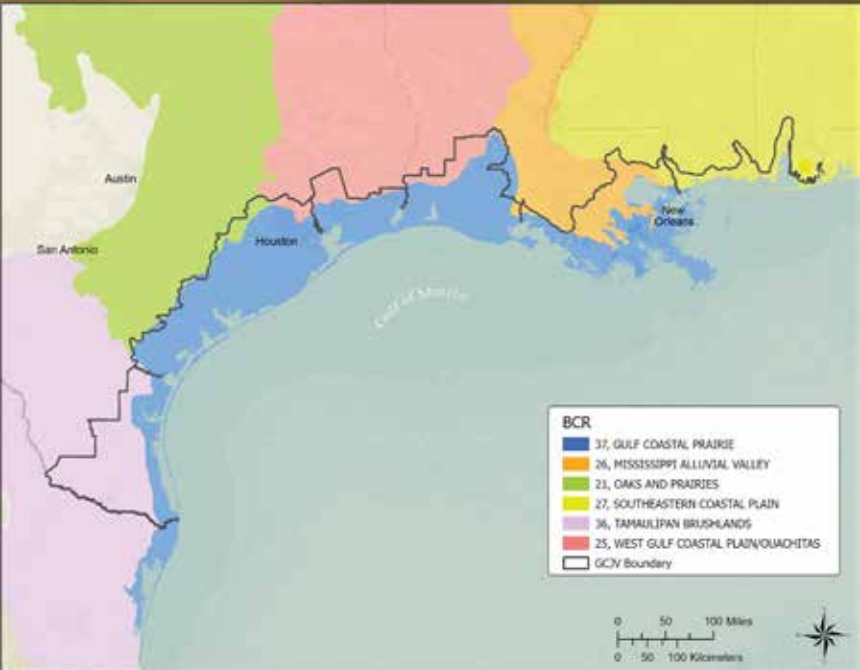 Austin
San Antonio
Houston
New
Orleans
Gulf of Mexico
BCR
37, GULF COASTAL PRAIRIE
26, MISSISSIPPI ALLUVIAL VALLEY
21, OAKS AND PRAIRIES
27, SOUTHEASTERN COASTAL PLAIN
36, TAMAULIPAN BRUSHLANDS
25, WEST GULF COASTAL PLAIN/OUACHITAS
GCJV Boundary
0 50 100 Miles
0 50 100 Kilometers